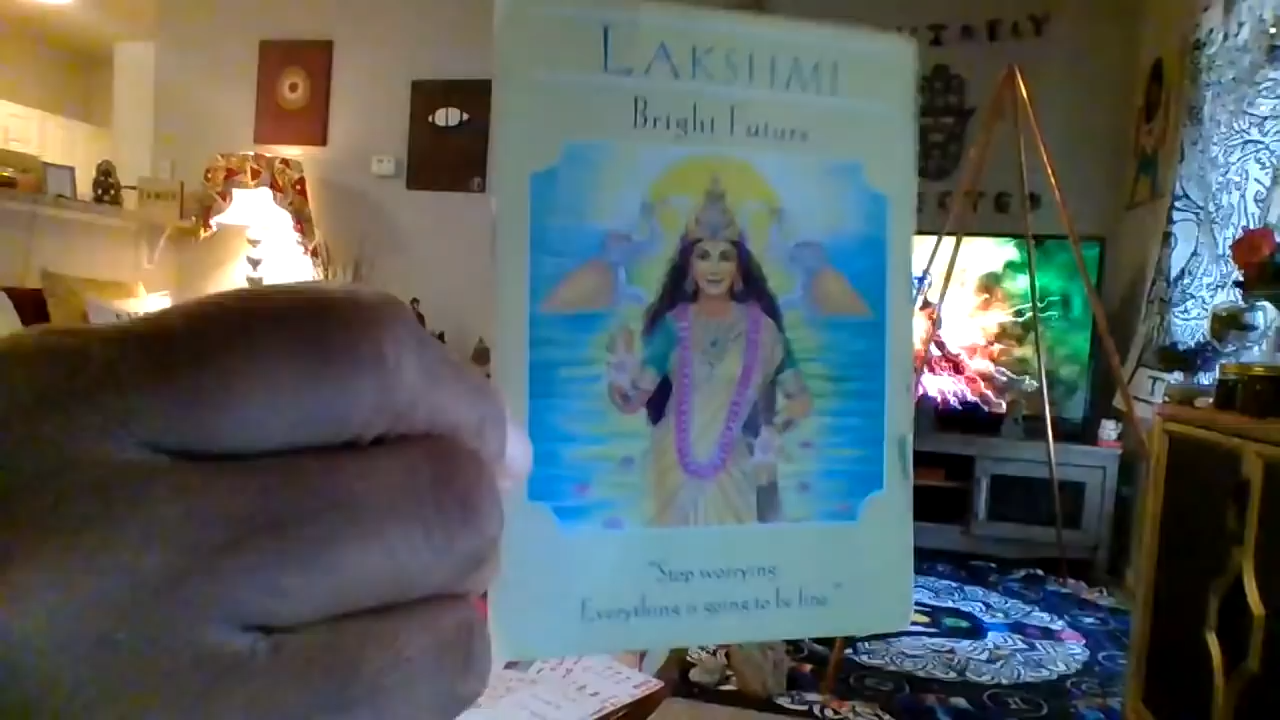 LAKSHMI
Bright Future
"Stop worrying.
Everything is going to be fine."